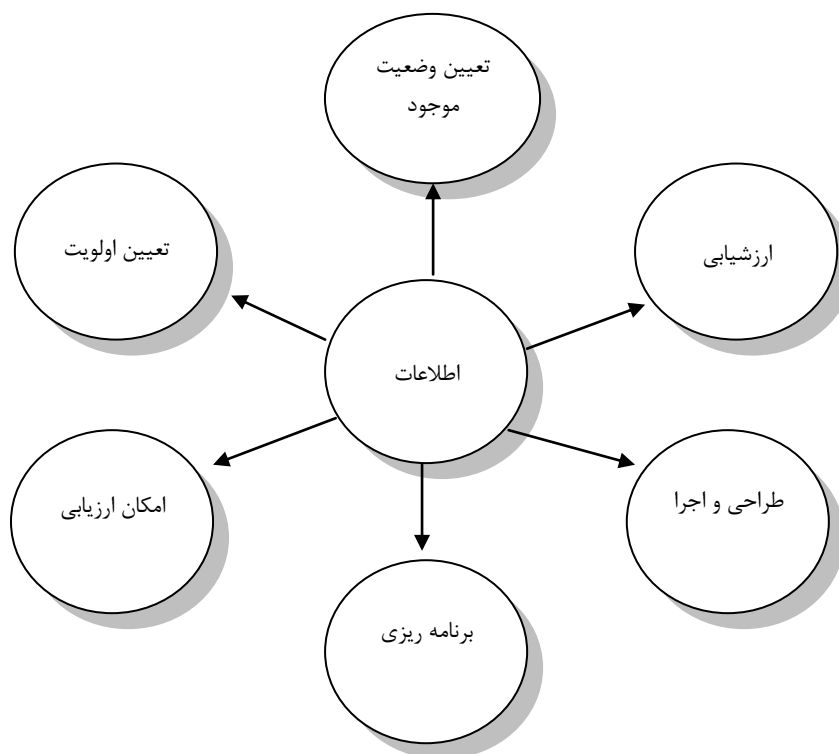 تعیین وضعیت
موجود
ارزشیابی
تعیین اولویت
اطلاعات
طراحی و اجرا
امکان ارزیابی
برنامه ریزی